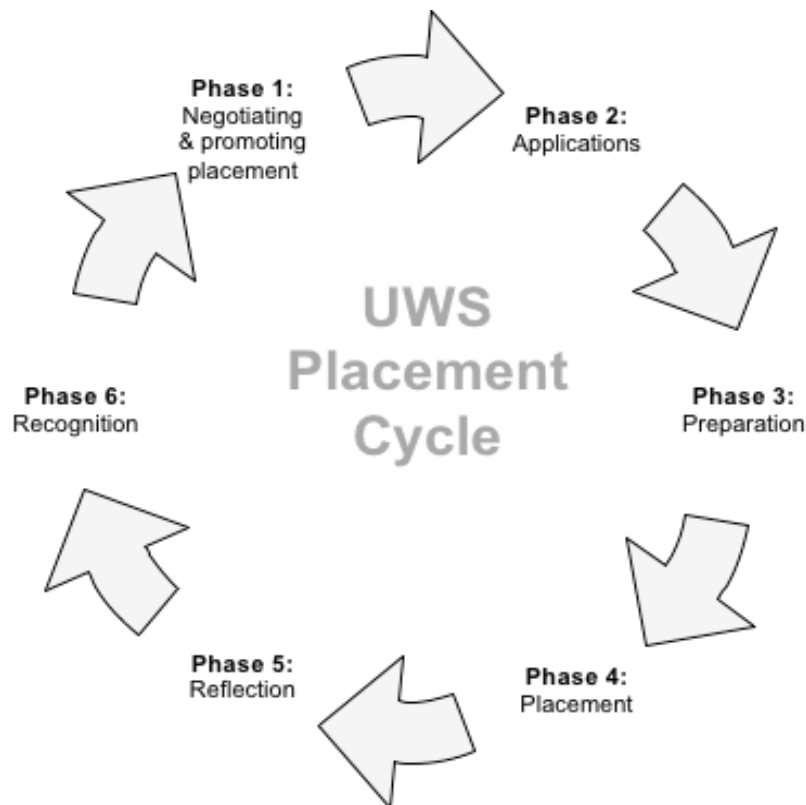 Phase 1:
Negotiating
& promoting
placement
Phase 2:
Applications
UWS
Placement
Cycle
Phase 3:
Preparation
Phase 4:
Placement
Phase 5:
Reflection
Phase 6:
Recognition